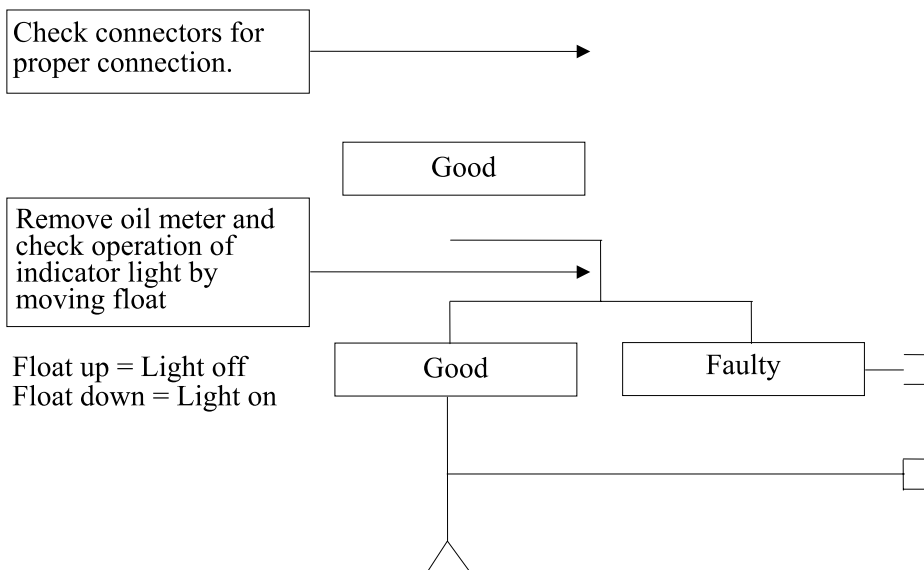 Check connectors for
proper connection.
Good
Remove oil meter and
check operation of
indicator light by
moving float
Float up = Light off
Float down = Light on
Good
Faulty